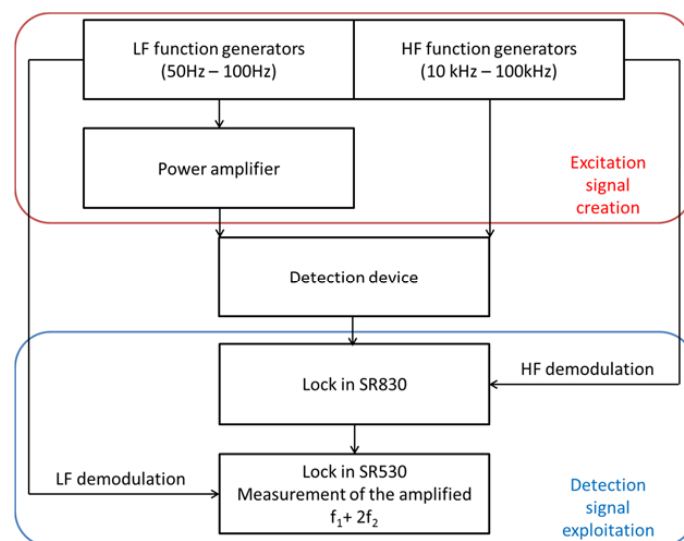 LF function generators
(50Hz – 100Hz)
HF function generators
(10 kHz – 100kHz)
Power amplifier
Excitation
signal
creation
Detection device
Lock in SR830
HF demodulation
LF demodulation
Lock in SR530
Measurement of the amplified
f₁+ 2f₂
Detection
signal
exploitation